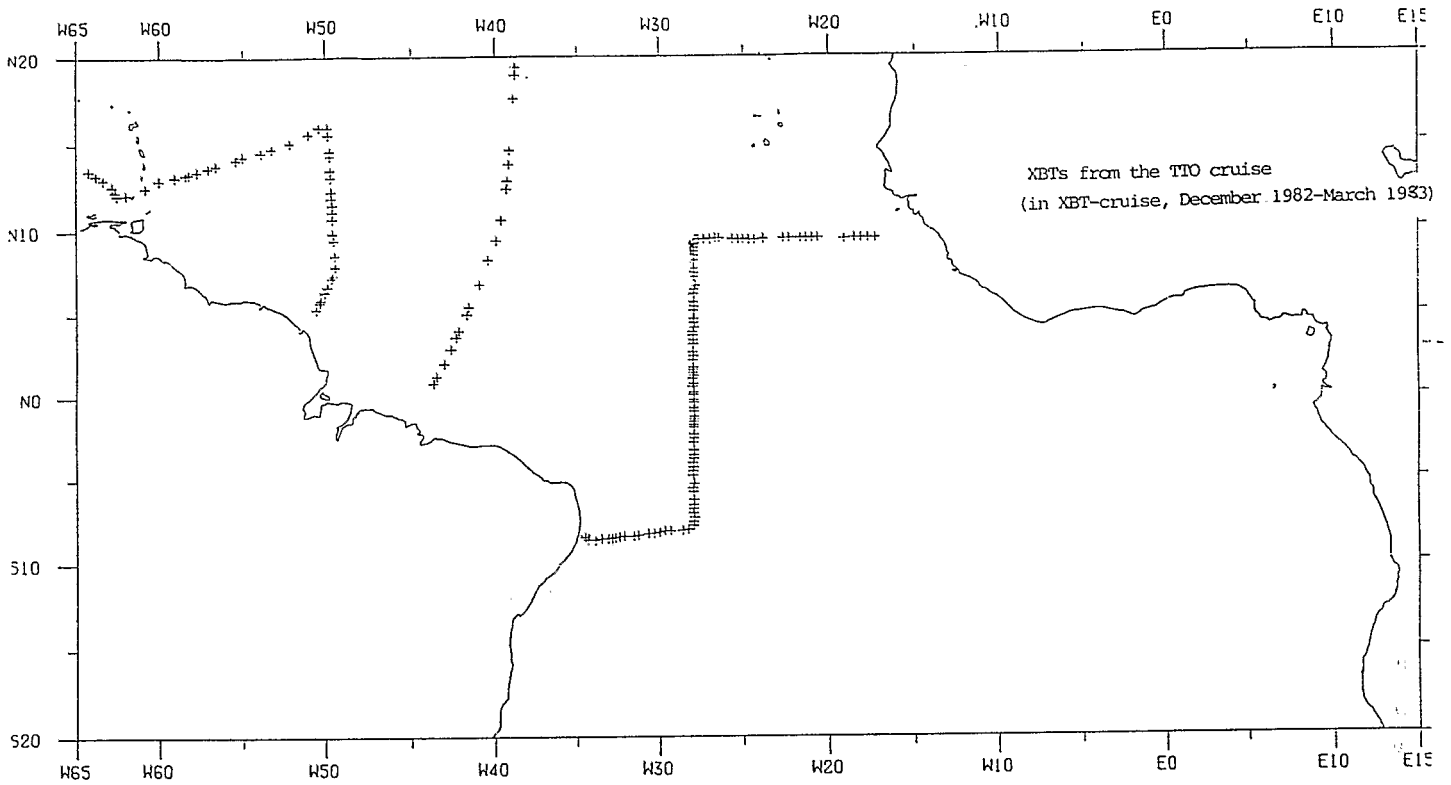 W65 W60 W50 W40 W30 W20 W10 E0 E10 E15
N20
XBTs from the TTO cruise
(in XBT-cruise, December 1982-March 1983)
N10
N0
S10
S20
W65 W60 W50 W40 W30 W20 W10 E0 E10 E15